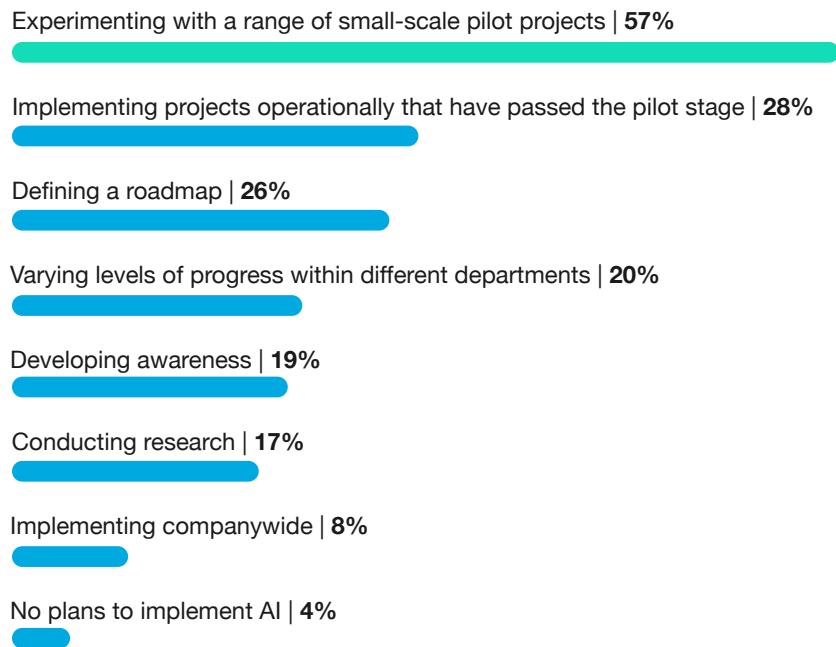 Experimenting with a range of small-scale pilot projects | 57%
Implementing projects operationally that have passed the pilot stage | 28%
Defining a roadmap | 26%
Varying levels of progress within different departments | 20%
Developing awareness | 19%
Conducting research | 17%
Implementing companywide | 8%
No plans to implement AI | 4%